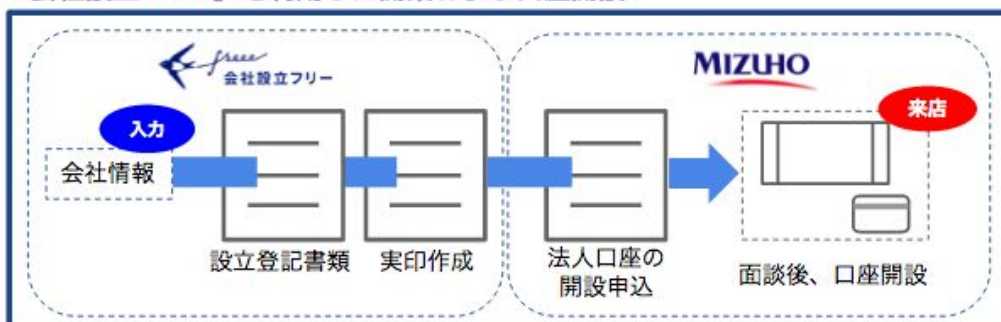 freee
会社設立フリー
MIZUHO
入力
会社情報
設立登記書類
実印作成
法人口座の
開設申込
来店
面談後、口座開設